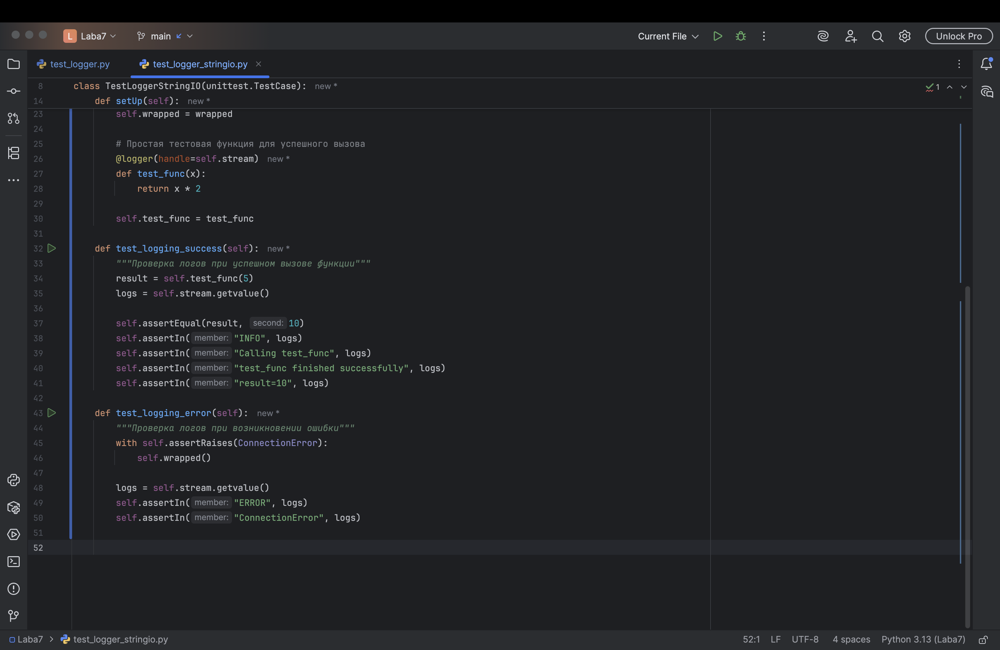 L Laba7 main Current File Unlock Pro
test_logger.py test_logger_stringio.py
8 class TestLoggerStringIO(unittest.TestCase): new *
1
14 def setUp(self): new *
23 self.wrapped = wrapped
24
25 # Простая тестовая функция для успешного вызова
26 @logger(handle=self.stream) new *
27 def test_func(x):
28 return x * 2
29
30 self.test_func = test_func
31
32 def test_logging_success(self): new *
33 """Проверка логов при успешном вызове функции"""
34 result = self.test_func(5)
35 logs = self.stream.getvalue()
36
37 self.assertEqual(result, second: 10)
38 self.assertIn( member: "INFO", logs)
39 self.assertIn( member: "Calling test_func", logs)
40 self.assertIn( member: "test_func finished successfully", logs)
41 self.assertIn( member: "result=10", logs)
42
43 def test_logging_error(self): new *
44 """Проверка логов при возникновении ошибки"""
45 with self.assertRaises(ConnectionError):
46 self.wrapped()
47
48 logs = self.stream.getvalue()
49 self.assertIn( member: "ERROR", logs)
50 self.assertIn( member: "ConnectionError", logs)
51
52
Laba7 > test_logger_stringio.py 52:1 LF UTF-8 4 spaces Python 3.13 (Laba7)